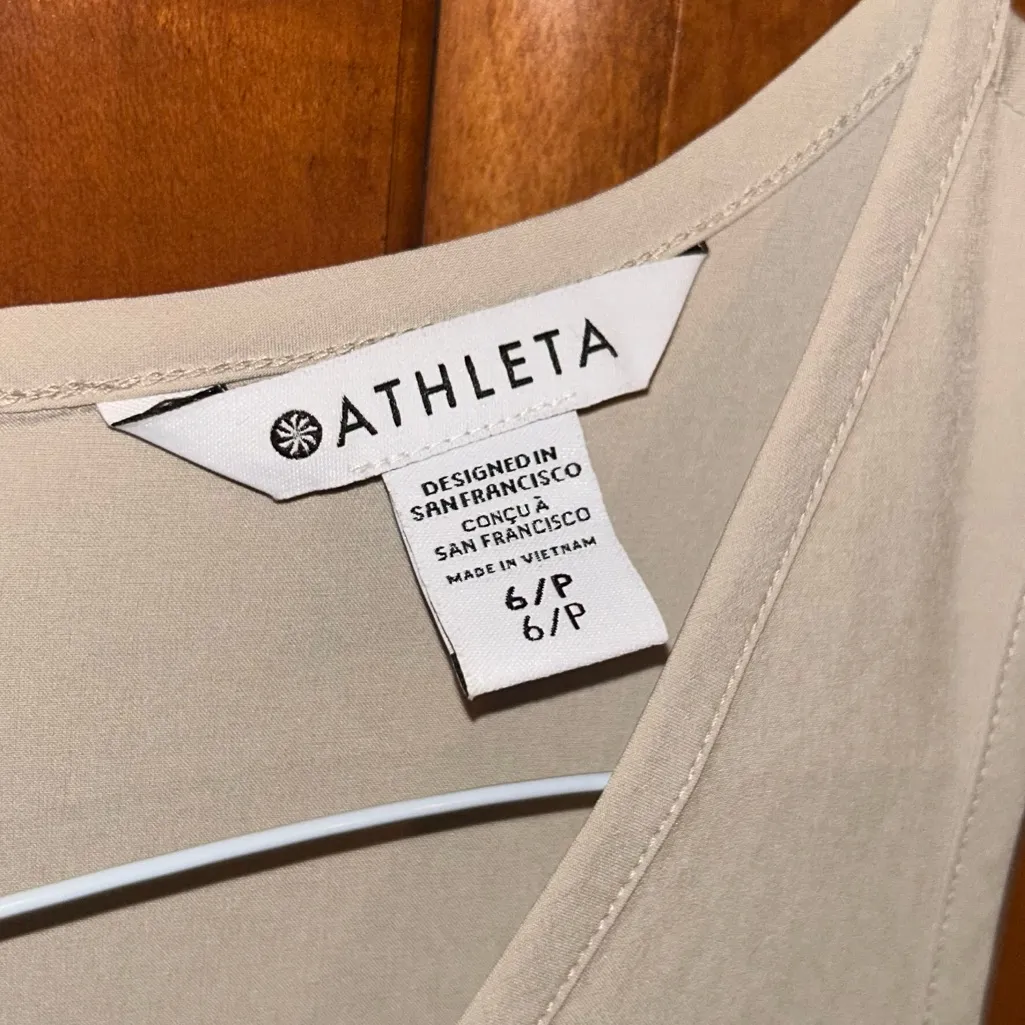 ATHLETA
DESIGNED IN
SAN FRANCISCO
CONÇU À
SAN FRANCISCO
MADE IN VIETNAM
6/P
6/P